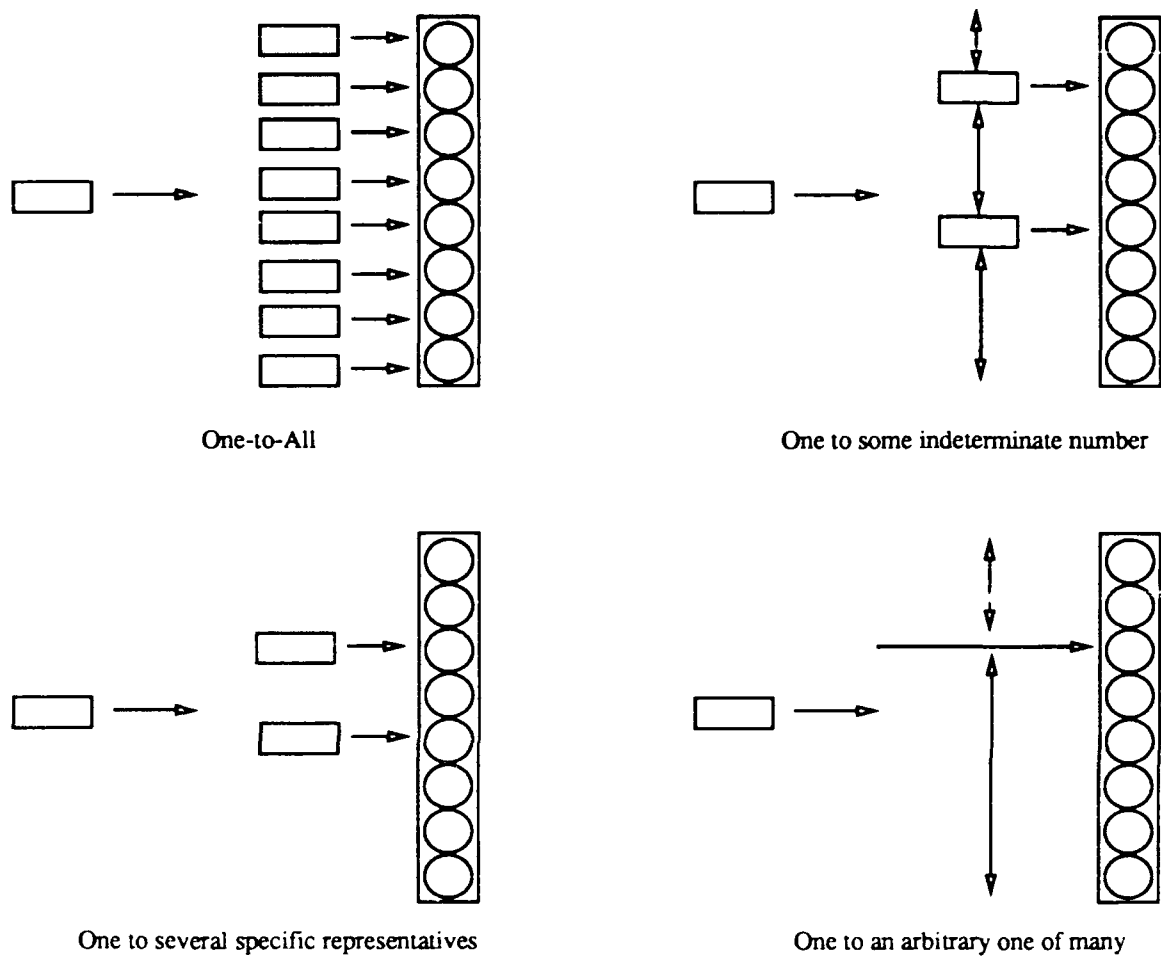 One-to-All
One to some indeterminate number
One to several specific representatives
One to an arbitrary one of many